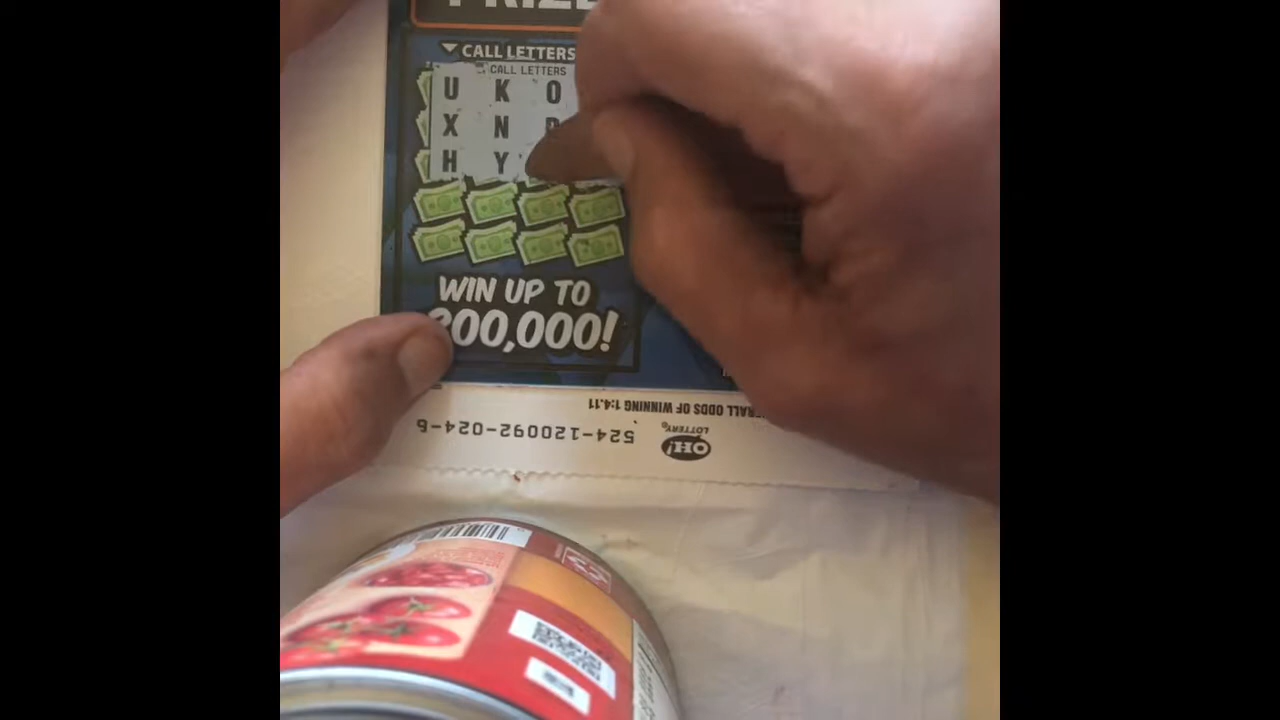 CALL LETTERS
CALL LETTERS
U K O
X N
H Y
WIN UP TO
00,000!
OVERALL ODDS OF WINNING 1:4.11
OH!
LOTTERY
524-120092-024-6